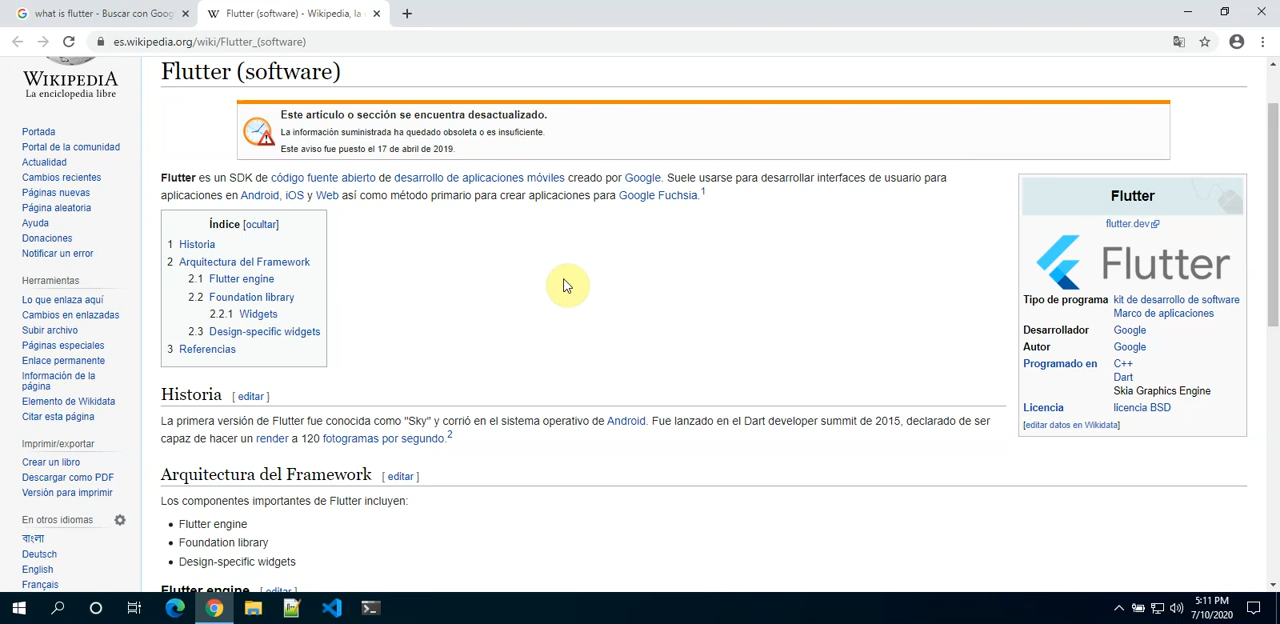 what is flutter - Buscar con Goog
Flutter (software) - Wikipedia, la
es.wikipedia.org/wiki/Flutter_(software)
WIKIPEDIA
La enciclopedia libre
Portada
Portal de la comunidad
Actualidad
Cambios recientes
Páginas nuevas
Página aleatoria
Ayuda
Donaciones
Notificar un error
Herramientas
Lo que enlaza aquí
Cambios en enlazadas
Subir archivo
Páginas especiales
Enlace permanente
Información de la
página
Elemento de Wikidata
Citar esta página
Imprimir/exportar
Crear un libro
Descargar como PDF
Versión para imprimir
En otros idiomas
বাংলা
Deutsch
English
Français
Flutter (software)
Este artículo o sección se encuentra desactualizado.
La información suministrada ha quedado obsoleta o es insuficiente.
Este aviso fue puesto el 17 de abril de 2019.
Flutter es un SDK de código fuente abierto de desarrollo de aplicaciones móviles creado por Google. Suele usarse para desarrollar interfaces de usuario para
aplicaciones en Android, iOS y Web así como método primario para crear aplicaciones para Google Fuchsia.1
Índice [ocultar]
1 Historia
2 Arquitectura del Framework
2.1 Flutter engine
2.2 Foundation library
2.2.1 Widgets
2.3 Design-specific widgets
3 Referencias
Flutter
flutter.dev
Flutter
Tipo de programa kit de desarrollo de software
Marco de aplicaciones
Desarrollador Google
Autor Google
Programado en C++
Dart
Skia Graphics Engine
Licencia licencia BSD
[editar datos en Wikidata]
Historia [ editar ]
La primera versión de Flutter fue conocida como "Sky" y corrió en el sistema operativo de Android. Fue lanzado en el Dart developer summit de 2015, declarado de ser
capaz de hacer un render a 120 fotogramas por segundo.2
Arquitectura del Framework [ editar ]
Los componentes importantes de Flutter incluyen:
Flutter engine
Foundation library
Design-specific widgets
Flutter engine [ editar ]
5:11 PM
7/10/2020